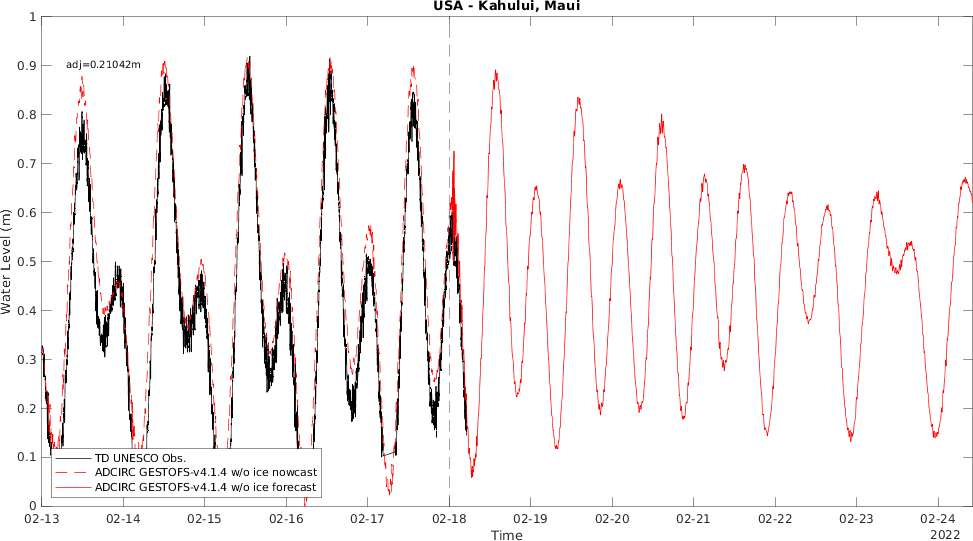 USA - Kahului, Maui
adj=0.21042m
Water Level (m)
1
0.9
0.8
0.7
0.6
0.5
0.4
0.3
0.2
0.1
0
TD UNESCO Obs.
ADCIRC GESTOFS-v4.1.4 w/o ice nowcast
ADCIRC GESTOFS-v4.1.4 w/o ice forecast
02-13 02-14 02-15 02-16 02-17 02-18 02-19 02-20 02-21 02-22 02-23 02-24
2022
Time